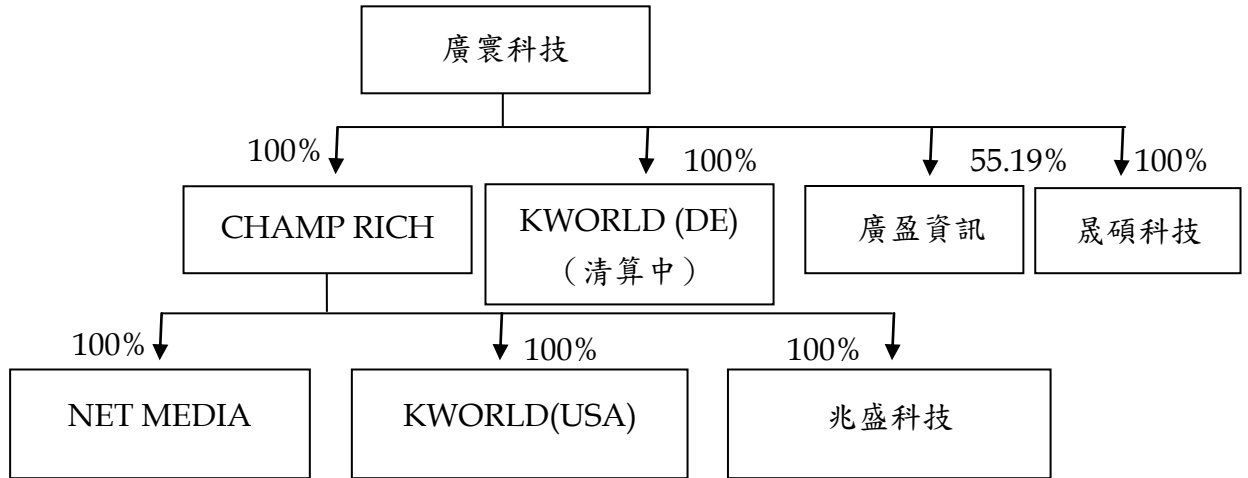 廣寰科技
100%
100%
55.19%
100%
CHAMP RICH
KWORLD (DE)
（清算中）
廣盈資訊
晟碩科技
100%
100%
100%
NET MEDIA
KWORLD(USA)
兆盛科技